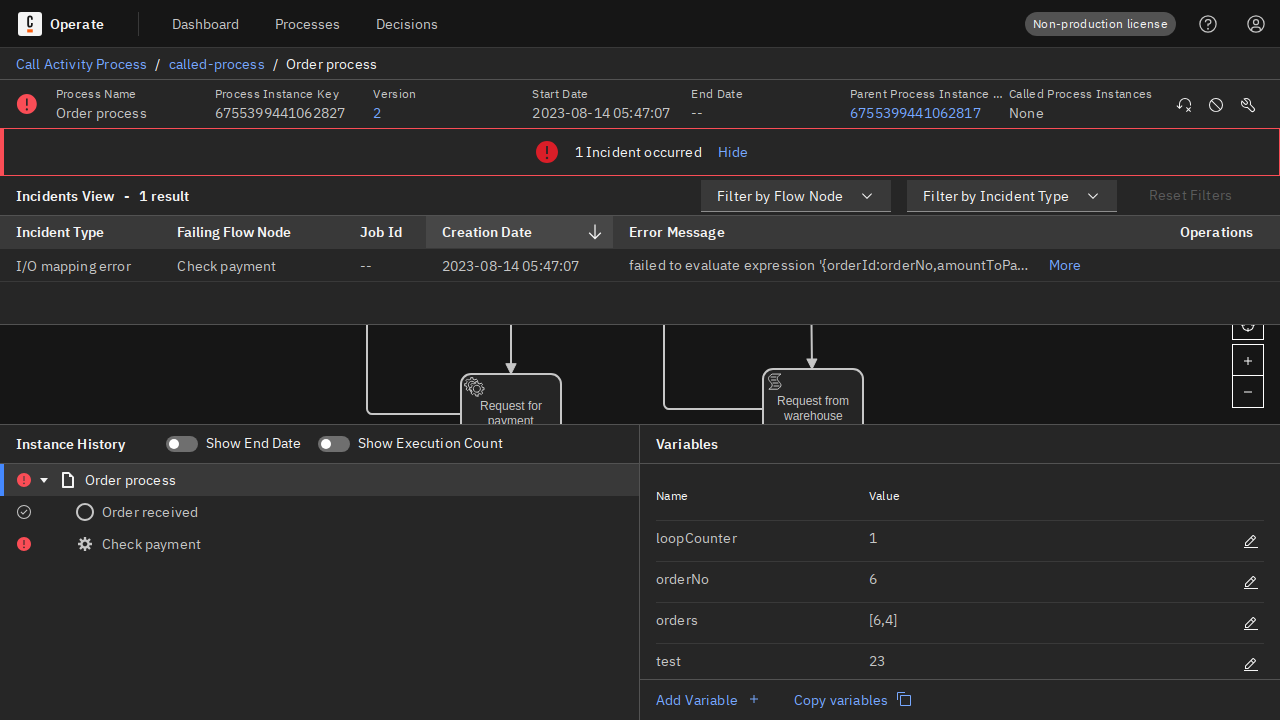 Operate
Dashboard
Processes
Decisions
Non-production license
Call Activity Process / called-process / Order process
Process Name
Process Instance Key
Version
Start Date
End Date
Parent Process Instance ...
Called Process Instances
Order process
6755399441062827
2
2023-08-14 05:47:07
--
6755399441062817
None
1 Incident occurred
Hide
Incidents View - 1 result
Filter by Flow Node
Filter by Incident Type
Reset Filters
Incident Type
Failing Flow Node
Job Id
Creation Date
Error Message
Operations
I/O mapping error
Check payment
--
2023-08-14 05:47:07
failed to evaluate expression '{orderId:orderNo,amountToPa...
More
Request for
payment
Request from
warehouse
Instance History
Show End Date
Show Execution Count
Order process
Order received
Check payment
Variables
Name
Value
loopCounter
1
orderNo
6
orders
[6,4]
test
23
Add Variable
Copy variables